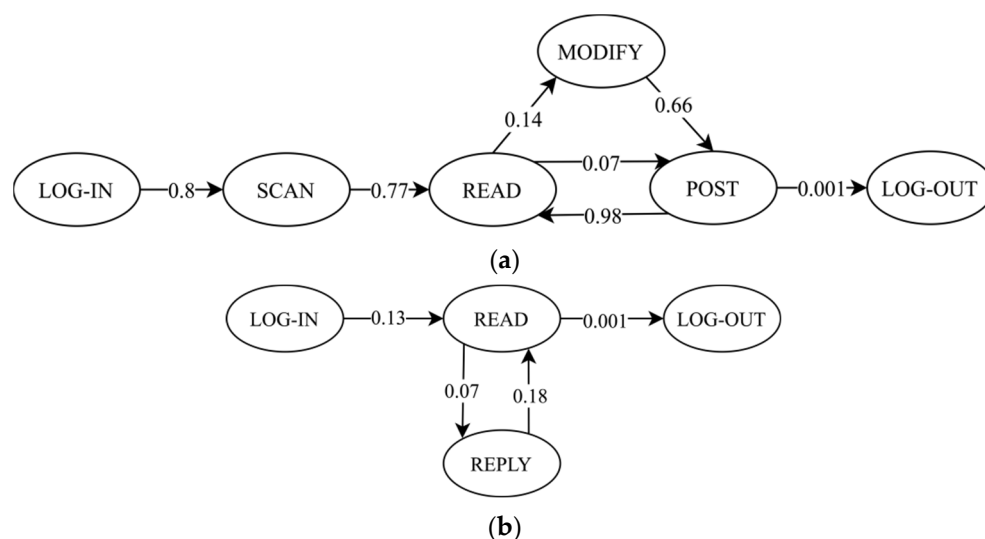 MODIFY
0.14
0.66
LOG-IN 0.8 SCAN 0.77 READ 0.07 POST 0.001 LOG-OUT
0.98
(a)
LOG-IN 0.13 READ 0.001 LOG-OUT
0.07 0.18
REPLY
(b)